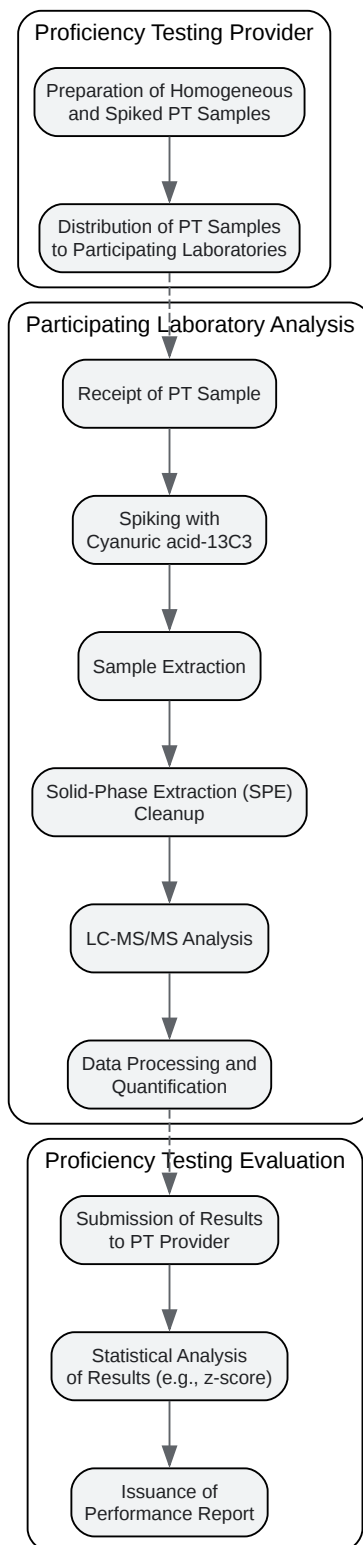 Proficiency Testing Provider
Preparation of Homogeneous
and Spiked PT Samples
Distribution of PT Samples
to Participating Laboratories
Participating Laboratory Analysis
Receipt of PT Sample
Spiking with
Cyanuric acid-13C3
Sample Extraction
Solid-Phase Extraction (SPE)
Cleanup
LC-MS/MS Analysis
Data Processing and
Quantification
Proficiency Testing Evaluation
Submission of Results
to PT Provider
Statistical Analysis
of Results (e.g., z-score)
Issuance of
Performance Report